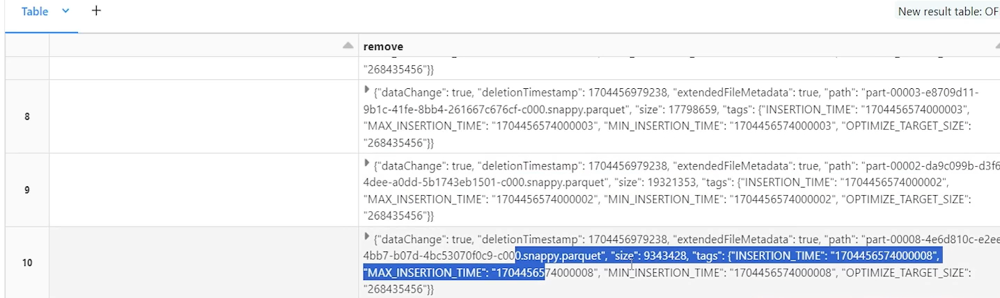 Table
New result table: OF
remove
"268435456"}}
8
{"dataChange": true, "deletionTimestamp": 1704456979238, "extendedFileMetadata": true, "path": "part-00003-e8709d11-
9b1c-41fe-8bb4-261667c676cf-c000.snappy.parquet", "size": 17798659, "tags": {"INSERTION_TIME": "1704456574000003",
"MAX_INSERTION_TIME": "1704456574000003", "MIN_INSERTION_TIME": "1704456574000003", "OPTIMIZE_TARGET_SIZE":
"268435456"}}
9
{"dataChange": true, "deletionTimestamp": 1704456979238, "extendedFileMetadata": true, "path": "part-00002-da9c099b-d3f6
4dee-a0dd-5b1743eb1501-c000.snappy.parquet", "size": 19321353, "tags": {"INSERTION_TIME": "1704456574000002",
"MAX_INSERTION_TIME": "1704456574000002", "MIN_INSERTION_TIME": "1704456574000002", "OPTIMIZE_TARGET_SIZE":
"268435456"}}
10
{"dataChange": true, "deletionTimestamp": 1704456979238, "extendedFileMetadata": true, "path": "part-00008-4e6d810c-e2ee
4bb7-b07d-4bc53070f0c9-c000.snappy.parquet", "size": 9343428, "tags": {"INSERTION_TIME": "1704456574000008",
"MAX_INSERTION_TIME": "1704456574000008", "MIN_INSERTION_TIME": "1704456574000008", "OPTIMIZE_TARGET_SIZE":
"268435456"}}